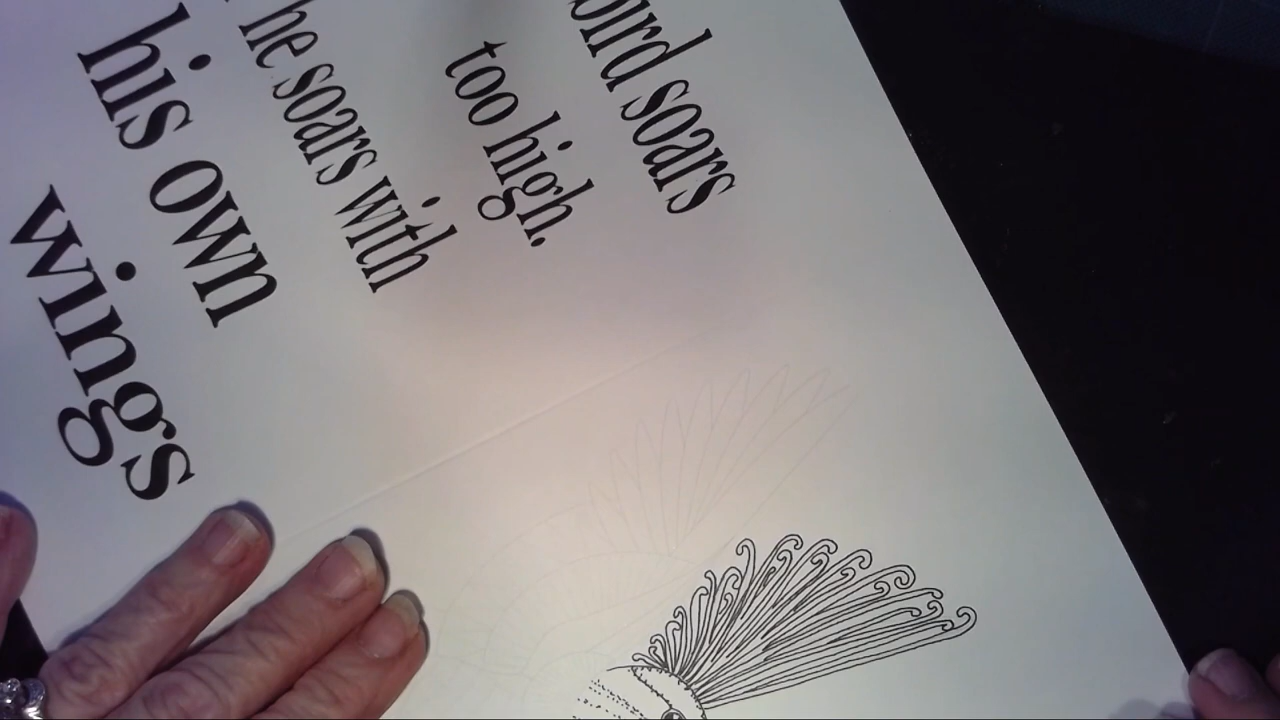 bird soars
too high.
he soars with
his own
wings